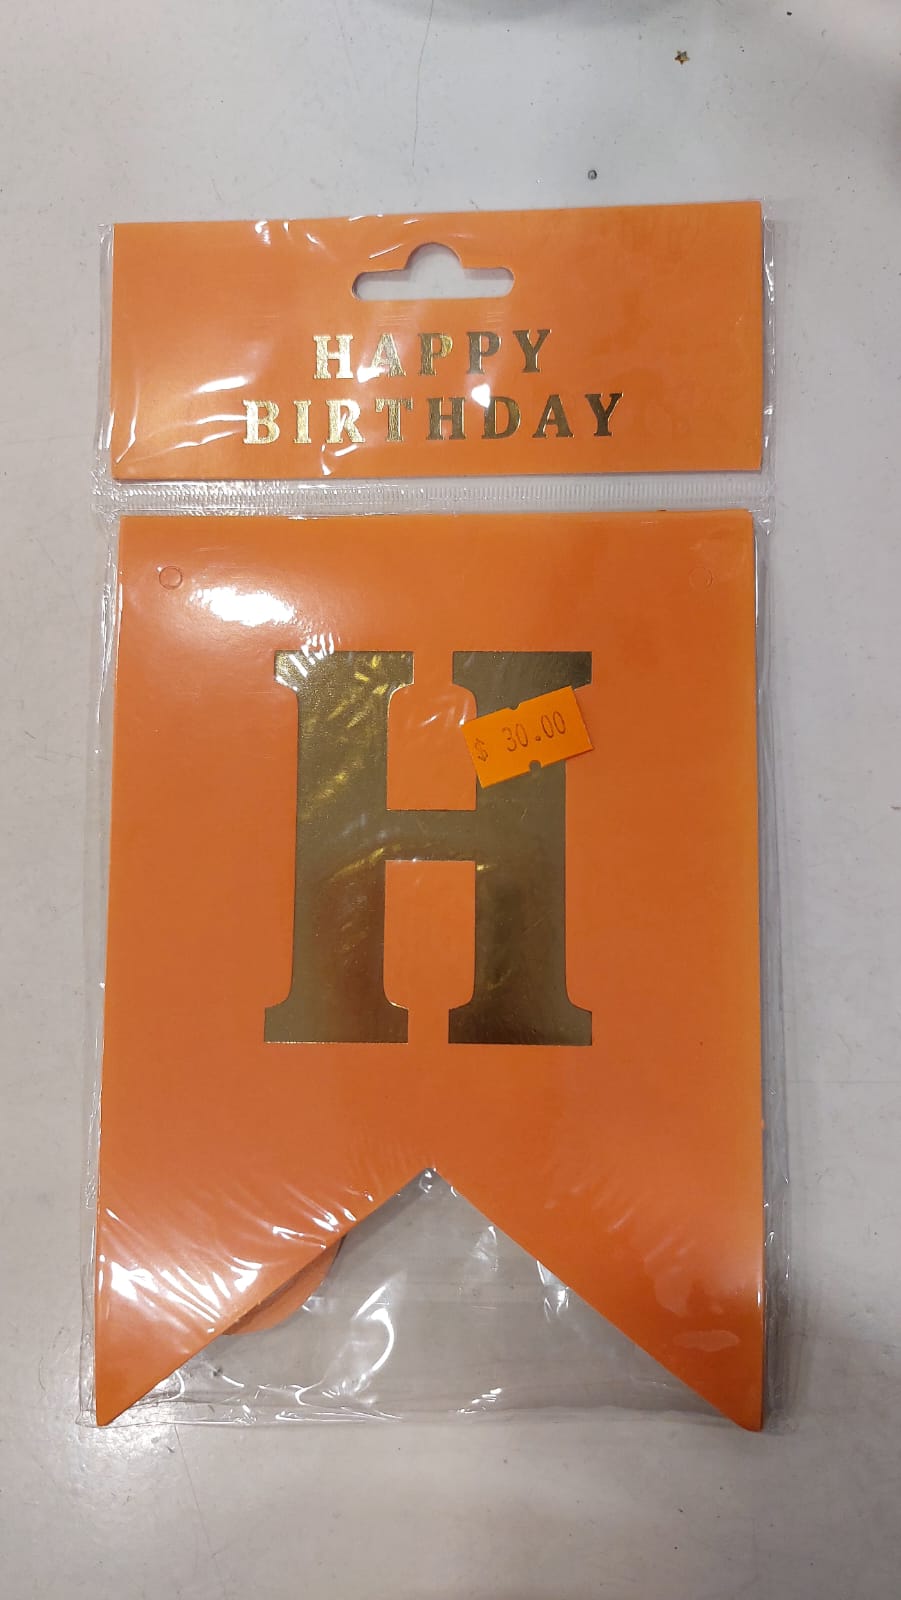 HAPPY
BIRTHDAY
H
$ 30.00